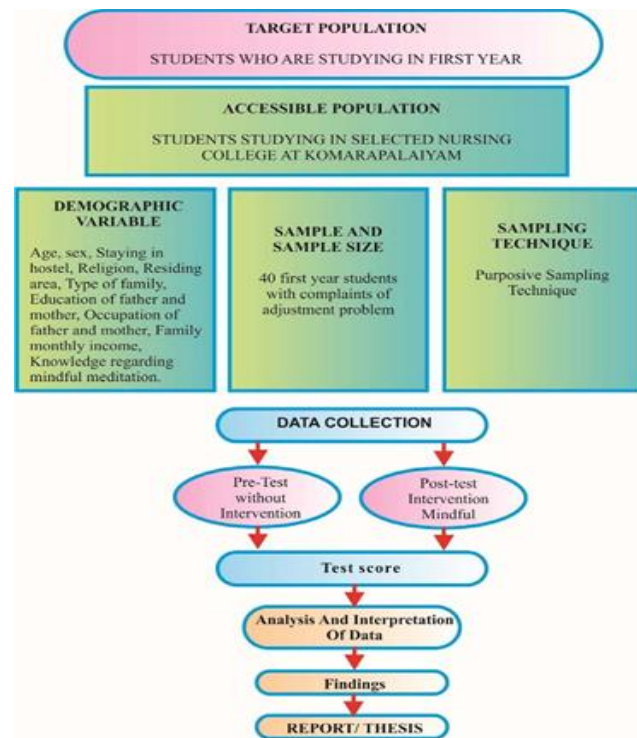 TARGET POPULATION
STUDENTS WHO ARE STUDYING IN FIRST YEAR
ACCESSIBLE POPULATION
STUDENTS STUDYING IN SELECTED NURSING
COLLEGE AT KOMARAPALAIYAM
DEMOGRAPHIC
VARIABLE
Age, sex, Staying in
hostel, Religion, Residing
area, Type of family,
Education of father and
mother, Occupation of
father and mother, Family
monthly income,
Knowledge regarding
mindful meditation.
SAMPLE AND
SAMPLE SIZE
40 first year students
with complaints of
adjustment problem
SAMPLING
TECHNIQUE
Purposive Sampling
Technique
DATA COLLECTION
Pre-Test
without
Intervention
Post-test
Intervention
Mindful
Test score
Analysis And Interpretation
Of Data
Findings
REPORT/ THESIS